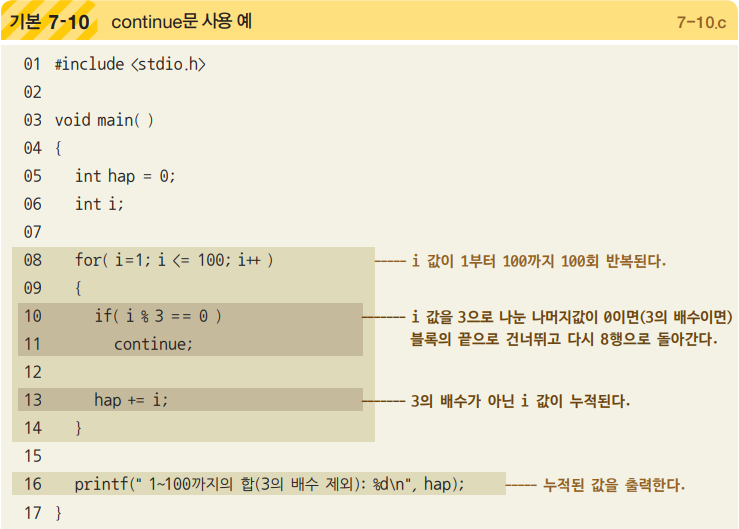 기본 7-10 continue문 사용 예 7-10.c
01 #include <stdio.h>
02
03 void main( )
04 {
05 int hap = 0;
06 int i;
07
08 for( i=1; i <= 100; i++ ) i 값이 1부터 100까지 100회 반복된다.
09 {
10 if( i % 3 == 0 ) i 값을 3으로 나눈 나머지값이 0이면(3의 배수이면)
11 continue; 블록의 끝으로 건너뛰고 다시 8행으로 돌아간다.
12
13 hap += i; 3의 배수가 아닌 i 값이 누적된다.
14 }
15
16 printf(" 1~100까지의 합(3의 배수 제외): %d\n", hap); 누적된 값을 출력한다.
17 }